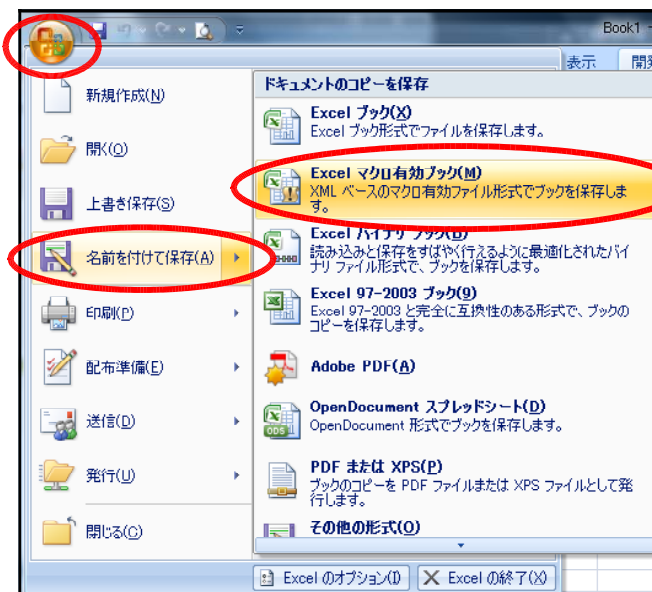 Book1 -
表示 開発
新規作成(N)
開く(O)
上書き保存(S)
名前を付けて保存(A)
印刷(P)
配布準備(E)
送信(D)
発行(U)
閉じる(C)
ドキュメントのコピーを保存
Excel ブック(X)
Excel ブック形式でファイルを保存します。
Excel マクロ有効ブック(M)
XML ベースのマクロ有効ファイル形式でブックを保存しま
す。
Excel バイナリ ブック(B)
読み込みと保存をすばやく行えるように最適化されたバイ
ナリ ファイル形式で、ブックを保存します。
Excel 97-2003 ブック(9)
Excel 97-2003 と完全に互換性のある形式で、ブックの
コピーを保存します。
Adobe PDF(A)
OpenDocument スプレッドシート(D)
OpenDocument 形式でブックを保存します。
ODS
PDF または XPS(P)
ブックのコピーを PDF ファイルまたは XPS ファイルとして発
行します。
その他の形式(O)
Excel のオプション(I)
Excel の終了(X)